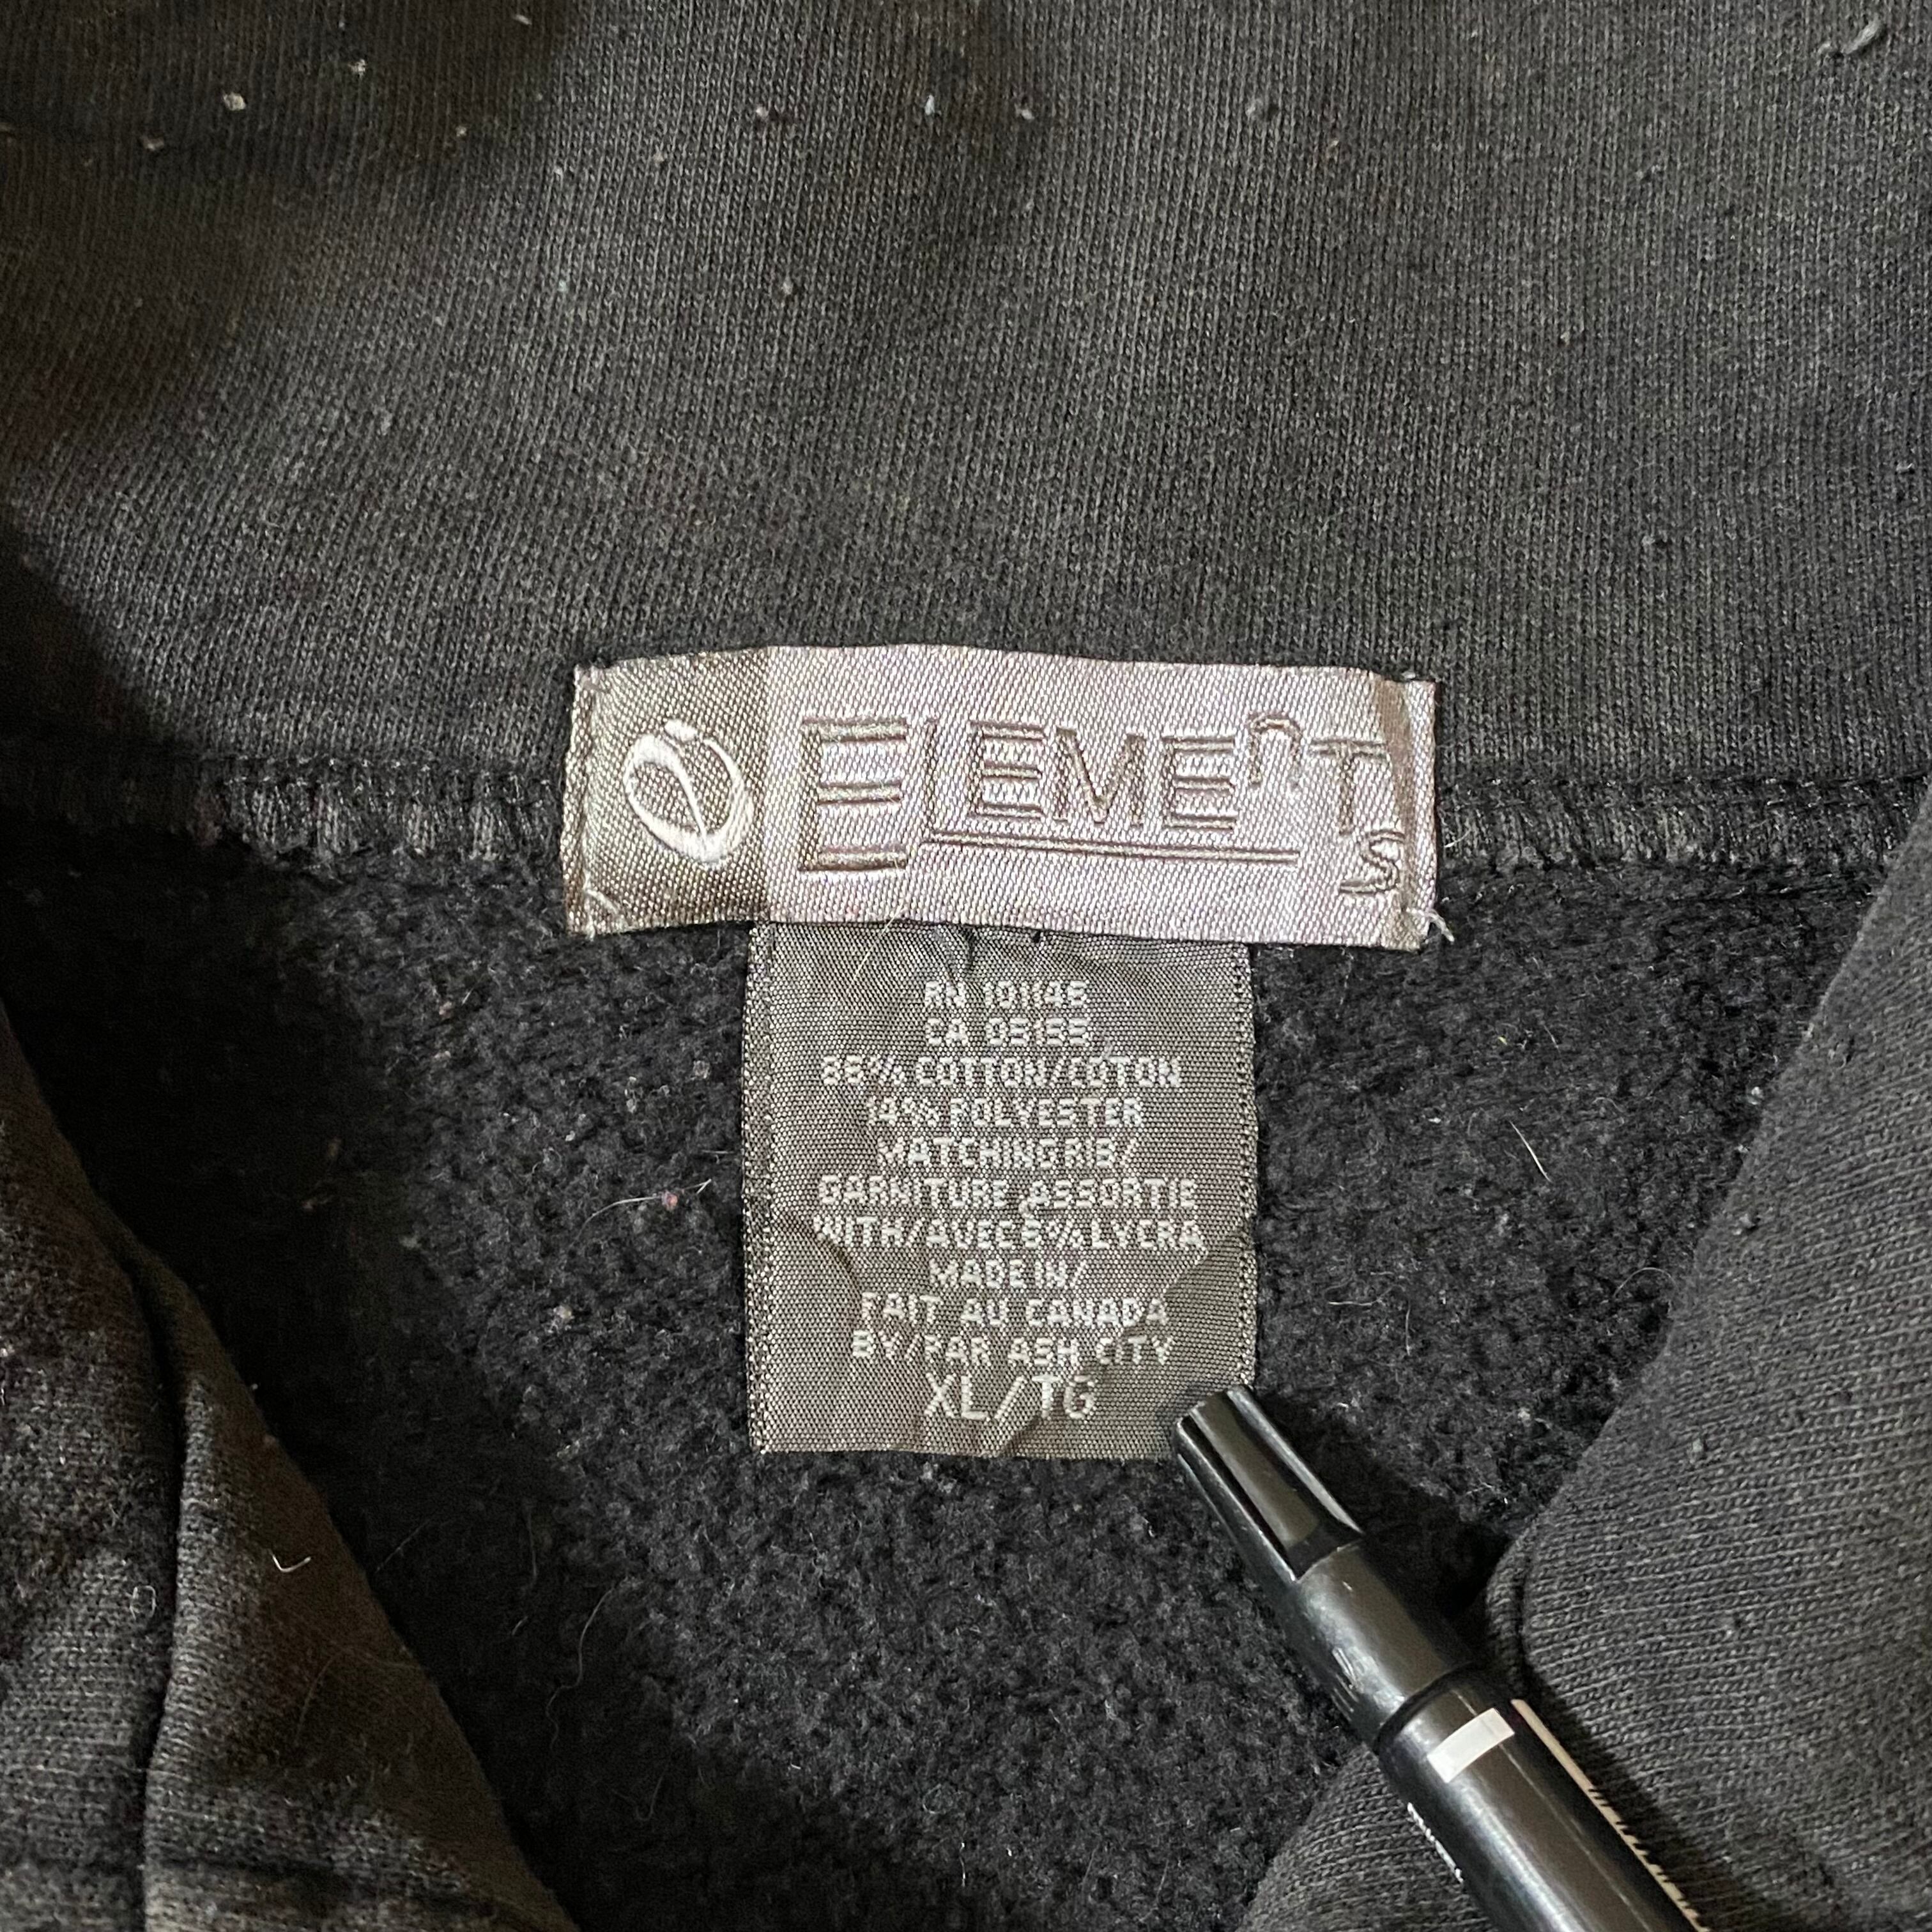 ELEMEnTS
RN 101146
CA 05155
86% COTTON/COTON
14% POLYESTER
MATCHING RIB/
GARNITURE ASSORTIE
WITH/AVEC 5% LYCRA
MADE IN/
FAIT AU CANADA
BY/PAR ASH CITY
XL/TG